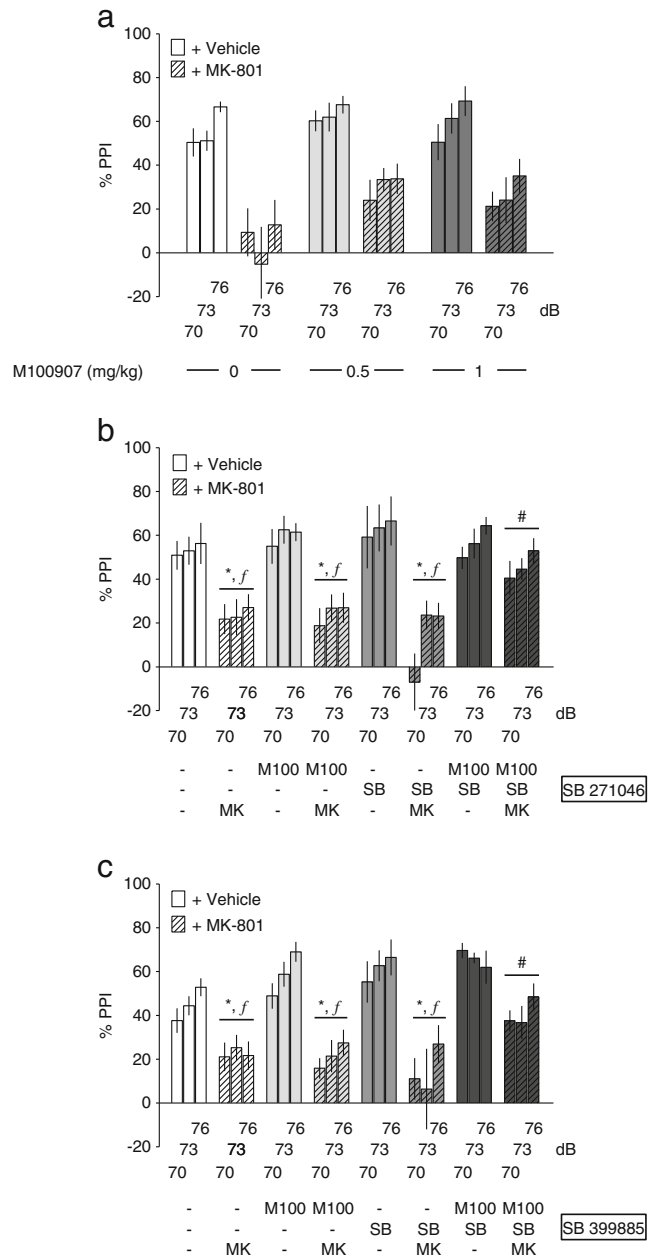 a
+ Vehicle
+ MK-801
100
80
60
40
20
0
-20
% PPI
76 76 76 76 76 76
73 73 73 73 73 73 dB
70 70 70 70 70 70
M100907 (mg/kg) 0 0.5 1
b
+ Vehicle
+ MK-801
100
80
60
40
20
0
-20
% PPI
*, f *, f *, f #
76 76 76 76 76 76 76 76
73 73 73 73 73 73 73 73 dB
70 70 70 70 70 70 70 70
- - M100 M100 - - M100 M100
- - - - SB SB SB SB SB 271046
- MK - MK - MK - MK
c
+ Vehicle
+ MK-801
100
80
60
40
20
0
-20
% PPI
*, f *, f *, f #
76 76 76 76 76 76 76 76
73 73 73 73 73 73 73 73 dB
70 70 70 70 70 70 70 70
- - M100 M100 - - M100 M100
- - - - SB SB SB SB SB 399885
- MK - MK - MK - MK